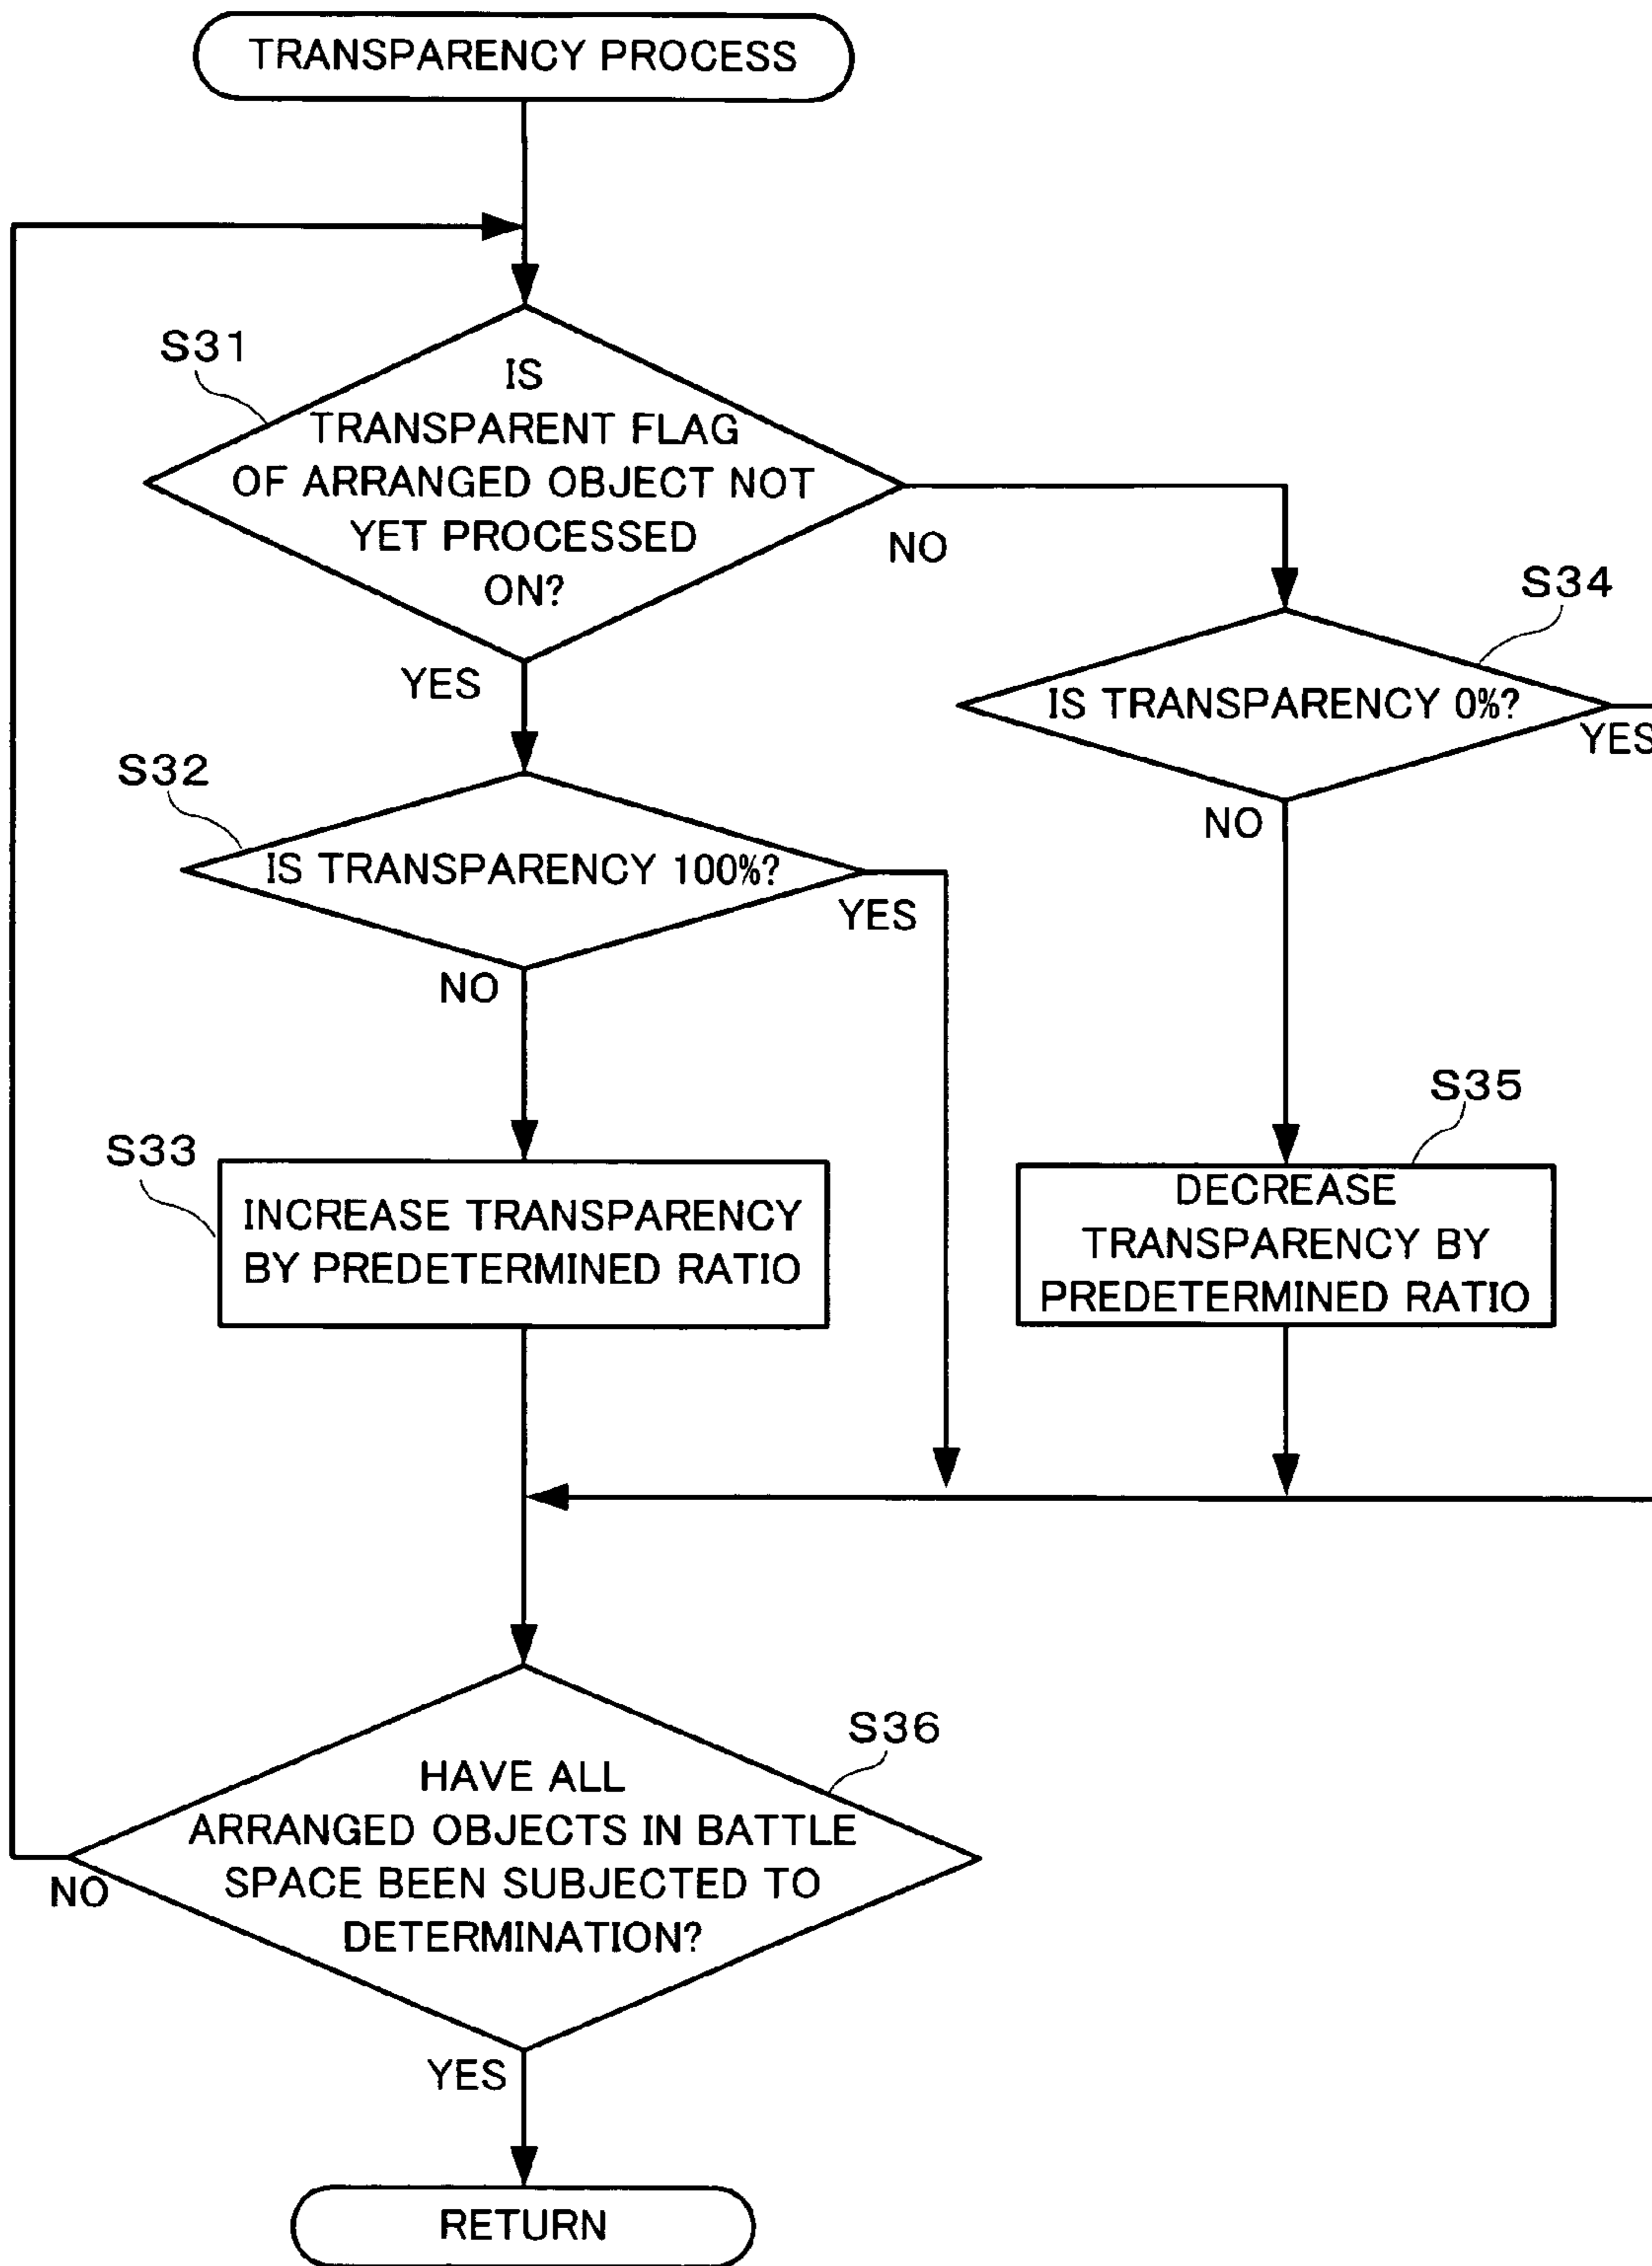 TRANSPARENCY PROCESS
S31
IS
TRANSPARENT FLAG
OF ARRANGED OBJECT NOT
YET PROCESSED
ON?
NO
YES
S34
IS TRANSPARENCY 0%?
YES
NO
S32
IS TRANSPARENCY 100%?
YES
NO
S33
INCREASE TRANSPARENCY
BY PREDETERMINED RATIO
S35
DECREASE
TRANSPARENCY BY
PREDETERMINED RATIO
S36
HAVE ALL
ARRANGED OBJECTS IN BATTLE
SPACE BEEN SUBJECTED TO
DETERMINATION?
NO
YES
RETURN